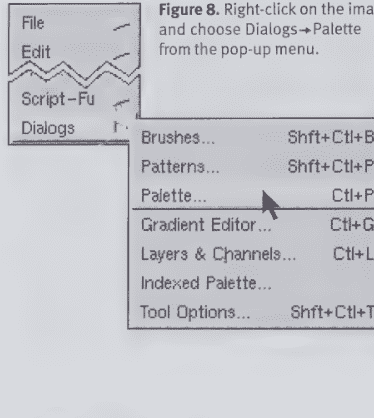 File
Edit
Script-Fu
Dialogs
Figure 8. Right-click on the ima
and choose Dialogs→Palette
from the pop-up menu.
Brushes... Shft+Ctl+B
Patterns... Shft+Ctl+P
Palette... Ctl+P
Gradient Editor... Ctl+G
Layers & Channels... Ctl+L
Indexed Palette...
Tool Options... Shft+Ctl+T